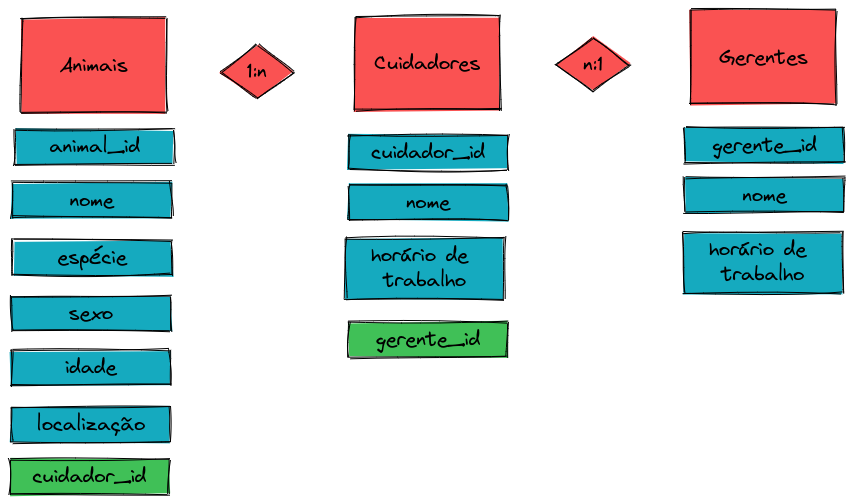 Animais
1:n
Cuidadores
n:1
Gerentes
animal_id
nome
espécie
sexo
idade
localização
cuidador_id
cuidador_id
nome
horário de
trabalho
gerente_id
gerente_id
nome
horário de
trabalho